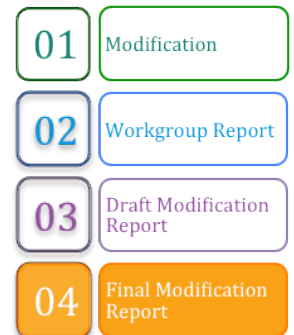 01
Modification
02
Workgroup Report
03
Draft Modification
Report
04
Final Modification
Report